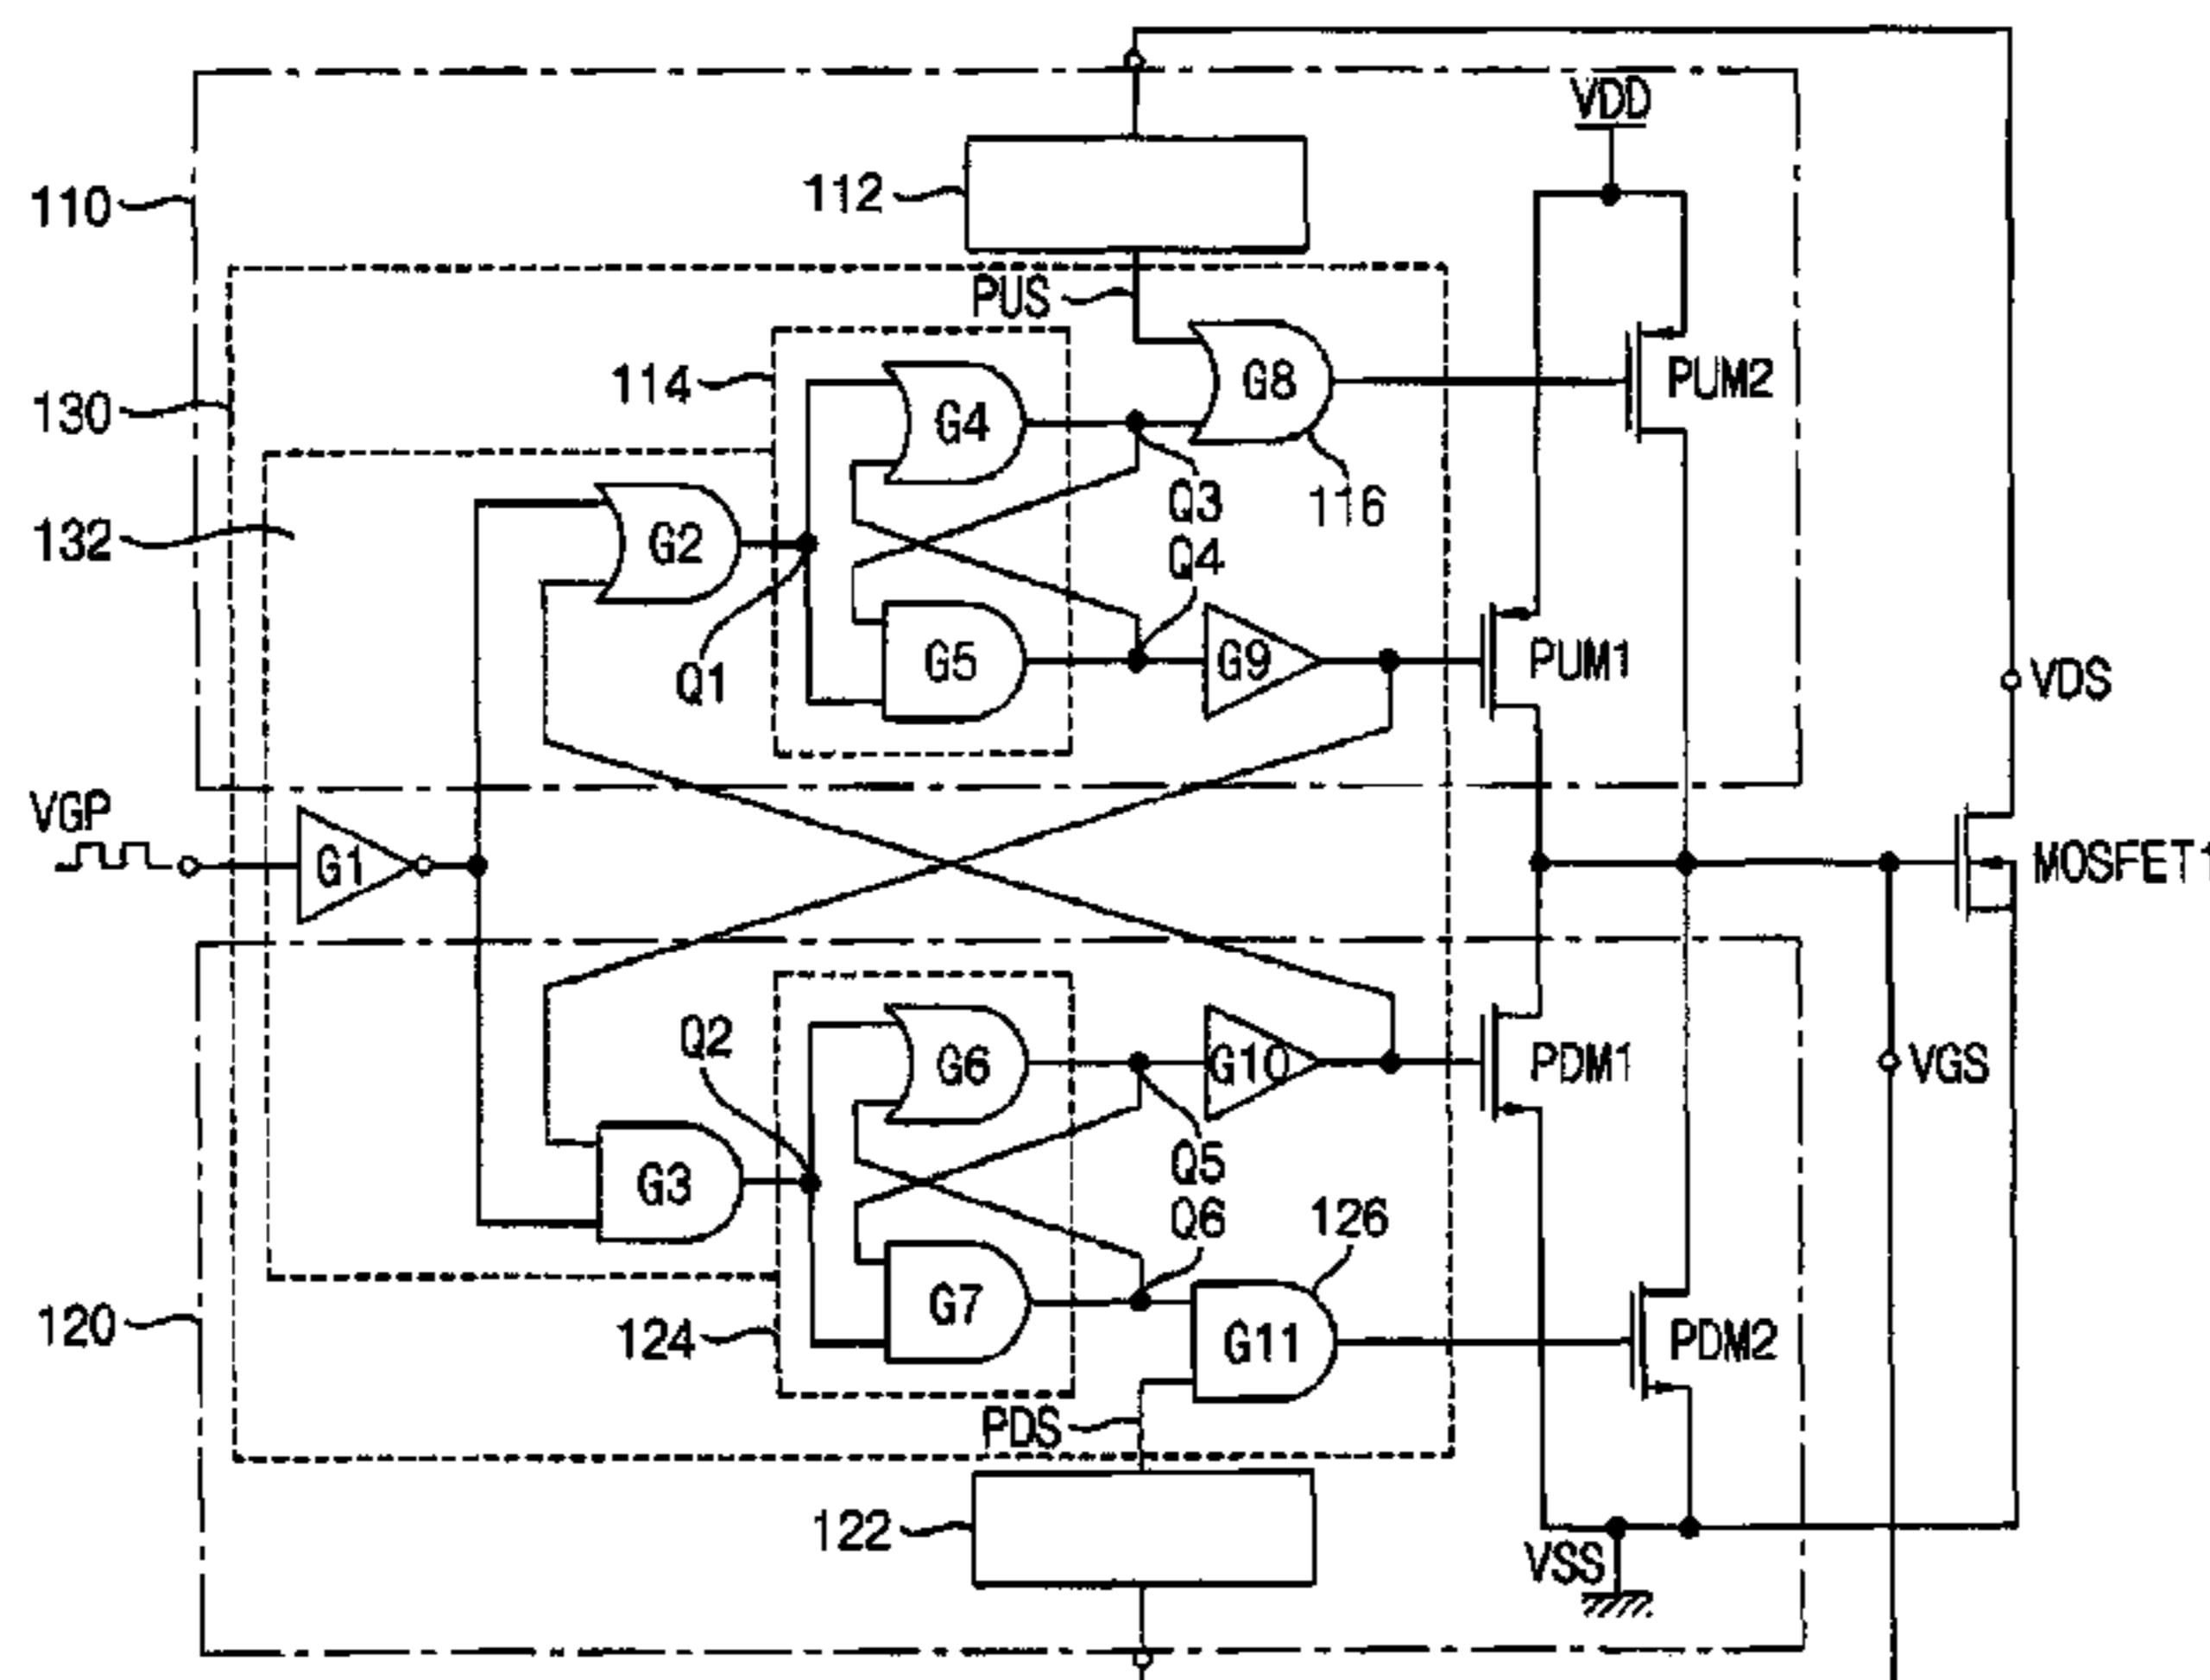 VDD
110
112
PUS
130
114
G4
G8
PUM2
132
G2
Q3
116
Q4
Q1
G5
G9
PUM1
VDS
VGP
G1
MOSFET1
Q2
G6
G10
PDM1
VGS
G3
Q5
Q6
126
120
124
G7
G11
PDM2
PDS
122
VSS